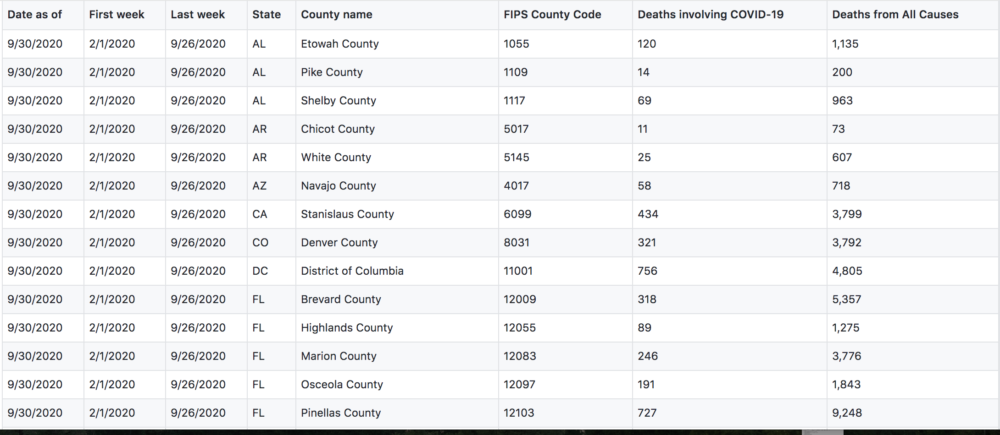 Date as of First week Last week State County name FIPS County Code Deaths involving COVID-19 Deaths from All Causes
9/30/2020 2/1/2020 9/26/2020 AL Etowah County 1055 120 1,135
9/30/2020 2/1/2020 9/26/2020 AL Pike County 1109 14 200
9/30/2020 2/1/2020 9/26/2020 AL Shelby County 1117 69 963
9/30/2020 2/1/2020 9/26/2020 AR Chicot County 5017 11 73
9/30/2020 2/1/2020 9/26/2020 AR White County 5145 25 607
9/30/2020 2/1/2020 9/26/2020 AZ Navajo County 4017 58 718
9/30/2020 2/1/2020 9/26/2020 CA Stanislaus County 6099 434 3,799
9/30/2020 2/1/2020 9/26/2020 CO Denver County 8031 321 3,792
9/30/2020 2/1/2020 9/26/2020 DC District of Columbia 11001 756 4,805
9/30/2020 2/1/2020 9/26/2020 FL Brevard County 12009 318 5,357
9/30/2020 2/1/2020 9/26/2020 FL Highlands County 12055 89 1,275
9/30/2020 2/1/2020 9/26/2020 FL Marion County 12083 246 3,776
9/30/2020 2/1/2020 9/26/2020 FL Osceola County 12097 191 1,843
9/30/2020 2/1/2020 9/26/2020 FL Pinellas County 12103 727 9,248